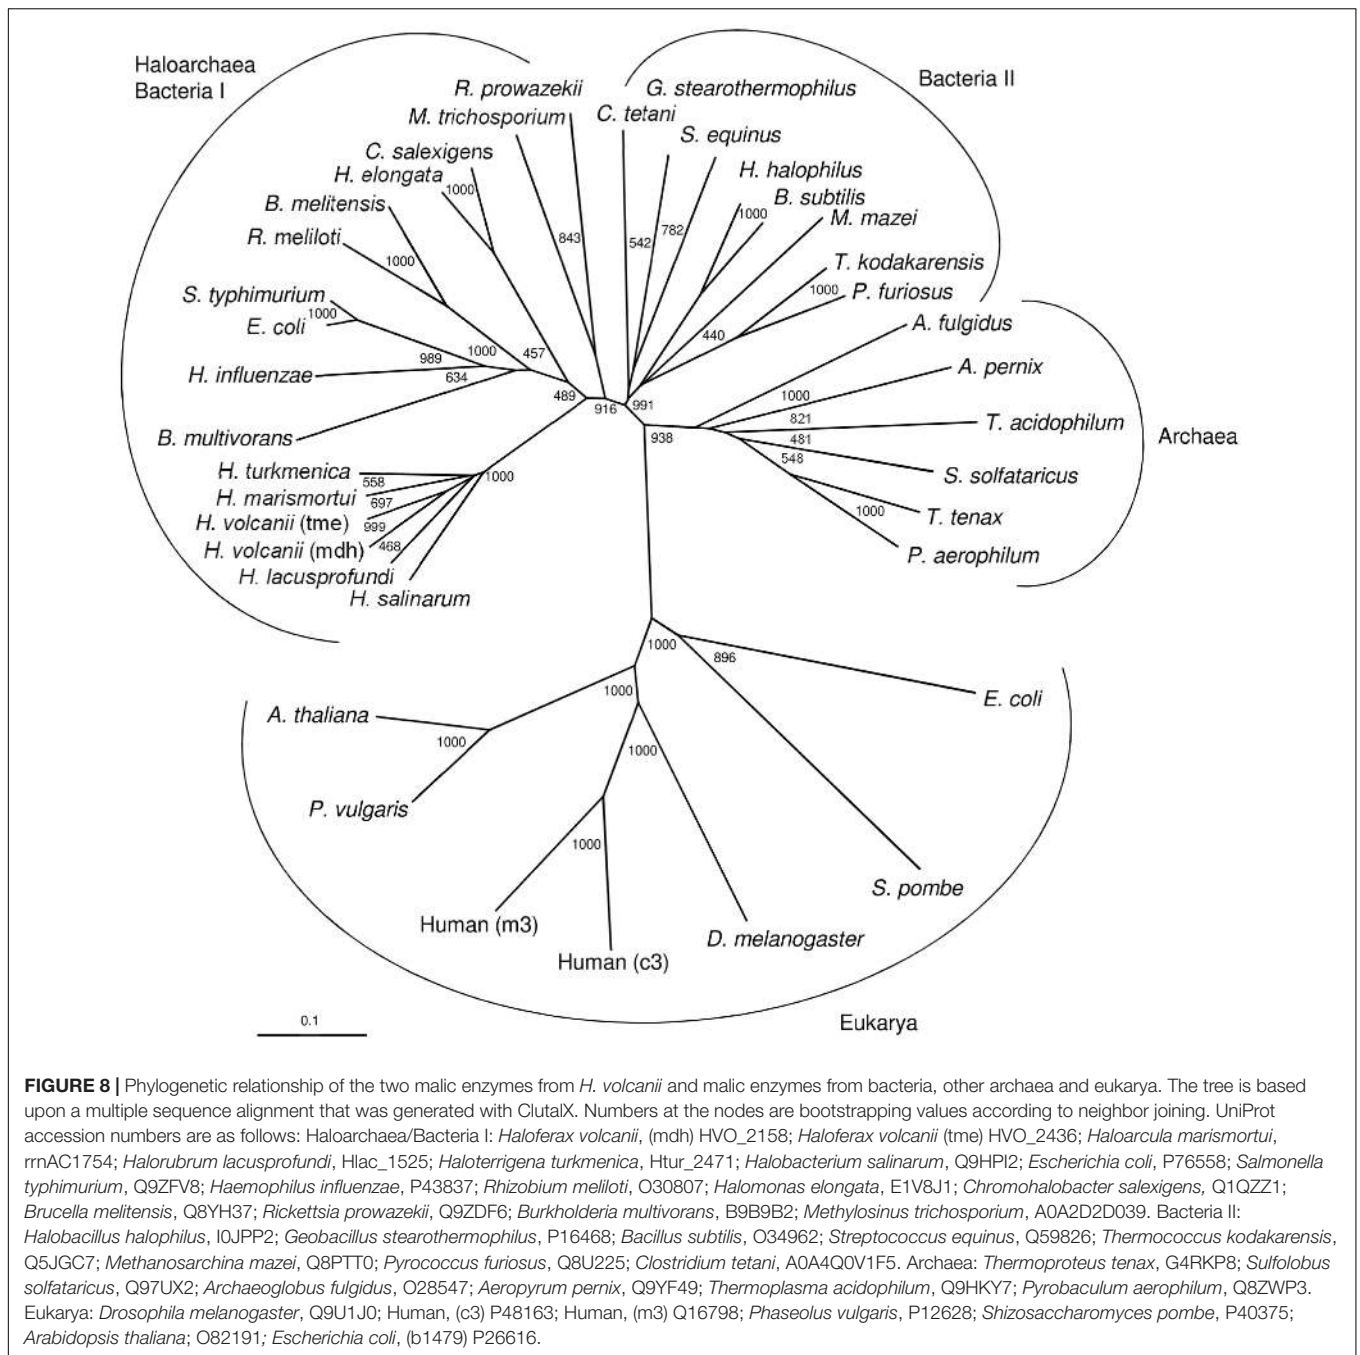 Haloarchaea
Bacteria I
R. prowazekii
M. trichosporium
C. salexigens
H. elongata
1000
B. melitensis
R. meliloti
1000
S. typhimurium
E. coli
1000
H. influenzae
989
1000
457
634
B. multivorans
489
916
843
H. turkmenica
558
H. marismortui
697
H. volcanii (tme)
999
H. volcanii (mdh)
468
H. lacusprofundi
H. salinarum
1000
Bacteria II
G. stearothermophilus
C. tetani
S. equinus
H. halophilus
B. subtilis
1000
M. mazei
T. kodakarensis
1000
P. furiosus
542
782
440
991
938
A. fulgidus
A. pernix
1000
821
T. acidophilum
481
548
S. solfataricus
1000
T. tenax
P. aerophilum
Archaea
1000
896
E. coli
1000
A. thaliana
1000
P. vulgaris
1000
1000
S. pombe
Human (m3)
D. melanogaster
Human (c3)
0.1
Eukarya
FIGURE 8 | Phylogenetic relationship of the two malic enzymes from H. volcanii and malic enzymes from bacteria, other archaea and eukarya. The tree is based
upon a multiple sequence alignment that was generated with ClutalX. Numbers at the nodes are bootstrapping values according to neighbor joining. UniProt
accession numbers are as follows: Haloarchaea/Bacteria I: Haloferax volcanii, (mdh) HVO_2158; Haloferax volcanii (tme) HVO_2436; Haloarcula marismortui,
rrnAC1754; Halorubrum lacusprofundi, Hlac_1525; Haloterrigena turkmenica, Htur_2471; Halobacterium salinarum, Q9HPI2; Escherichia coli, P76558; Salmonella
typhimurium, Q9ZFV8; Haemophilus influenzae, P43837; Rhizobium meliloti, O30807; Halomonas elongata, E1V8J1; Chromohalobacter salexigens, Q1QZZ1;
Brucella melitensis, Q8YH37; Rickettsia prowazekii, Q9ZDF6; Burkholderia multivorans, B9B9B2; Methylosinus trichosporium, A0A2D2D039. Bacteria II:
Halobacillus halophilus, I0JPP2; Geobacillus stearothermophilus, P16468; Bacillus subtilis, O34962; Streptococcus equinus, Q59826; Thermococcus kodakarensis,
Q5JGC7; Methanosarchina mazei, Q8PTT0; Pyrococcus furiosus, Q8U225; Clostridium tetani, A0A4Q0V1F5. Archaea: Thermoproteus tenax, G4RKP8; Sulfolobus
solfataricus, Q97UX2; Archaeoglobus fulgidus, O28547; Aeropyrum pernix, Q9YF49; Thermoplasma acidophilum, Q9HKY7; Pyrobaculum aerophilum, Q8ZWP3.
Eukarya: Drosophila melanogaster, Q9U1J0; Human, (c3) P48163; Human, (m3) Q16798; Phaseolus vulgaris, P12628; Shizosaccharomyces pombe, P40375;
Arabidopsis thaliana; O82191; Escherichia coli, (b1479) P26616.